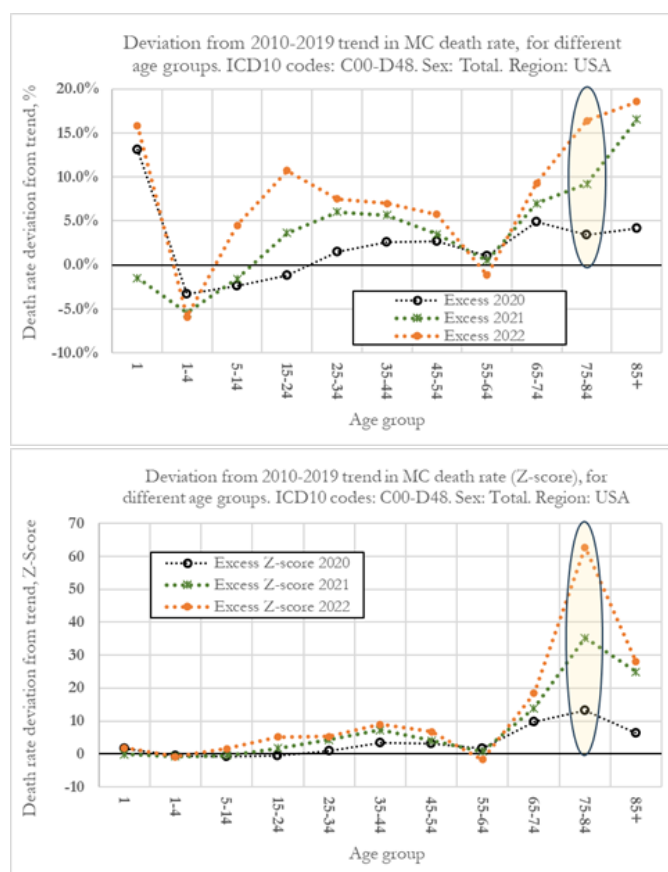 Deviation from 2010-2019 trend in MC death rate, for different
age groups. ICD10 codes: C00-D48. Sex: Total. Region: USA
Death rate deviation from trend, %
20.0%
15.0%
10.0%
5.0%
0.0%
-5.0%
-10.0%
Excess 2020
Excess 2021
Excess 2022
1
1-4
5-14
15-24
25-34
35-44
45-54
55-64
65-74
75-84
85+
Age group
Deviation from 2010-2019 trend in MC death rate (Z-score), for
different age groups. ICD10 codes: C00-D48. Sex: Total. Region: USA
Death rate deviation from trend, Z-Score
70
60
50
40
30
20
10
0
-10
Excess Z-score 2020
Excess Z-score 2021
Excess Z-score 2022
1
1-4
5-14
15-24
25-34
35-44
45-54
55-64
65-74
75-84
85+
Age group